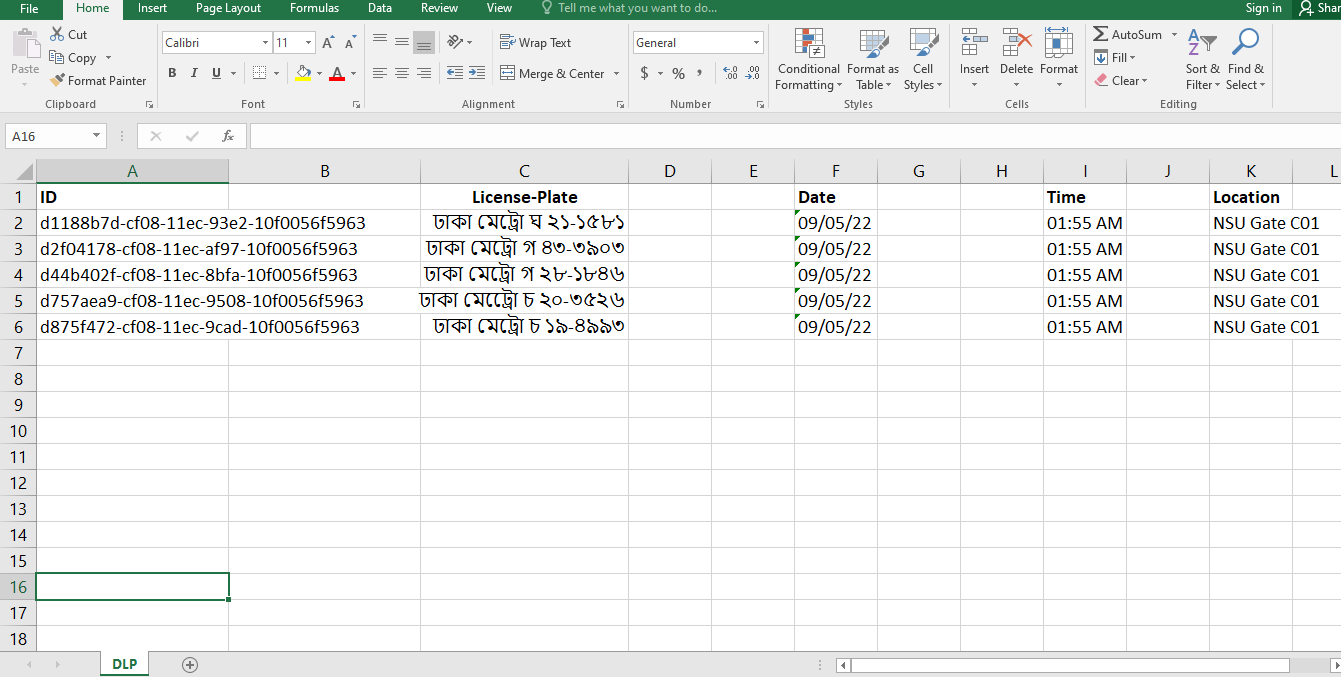 File Home Insert Page Layout Formulas Data Review View Tell me what you want to do... Sign in Shar
Paste
Cut
Copy
Format Painter
Clipboard
Calibri 11
B I U
Font
Wrap Text
Merge & Center
Alignment
General
$ % ,
Number
Conditional Formatting
Format as Table
Cell Styles
Styles
Insert Delete Format
Cells
AutoSum
Fill
Clear
Sort & Filter
Find & Select
Editing
A16 fx
A B C D E F G H I J K L
1 ID License-Plate Date Time Location
2 d1188b7d-cf08-11ec-93e2-10f0056f5963 ঢাকা মেট্রো ঘ ২১-১৫৮১ 09/05/22 01:55 AM NSU Gate C01
3 d2f04178-cf08-11ec-af97-10f0056f5963 ঢাকা মেট্রো গ ৪৩-৩৯০৩ 09/05/22 01:55 AM NSU Gate C01
4 d44b402f-cf08-11ec-8bfa-10f0056f5963 ঢাকা মেট্রো গ ২৮-১৮৪৬ 09/05/22 01:55 AM NSU Gate C01
5 d757aea9-cf08-11ec-9508-10f0056f5963 ঢাকা মেট্রো চ ২০-৩৫২৬ 09/05/22 01:55 AM NSU Gate C01
6 d875f472-cf08-11ec-9cad-10f0056f5963 ঢাকা মেট্রো চ ১৯-৪৯৯৩ 09/05/22 01:55 AM NSU Gate C01
7
8
9
10
11
12
13
14
15
16
17
18
DLP